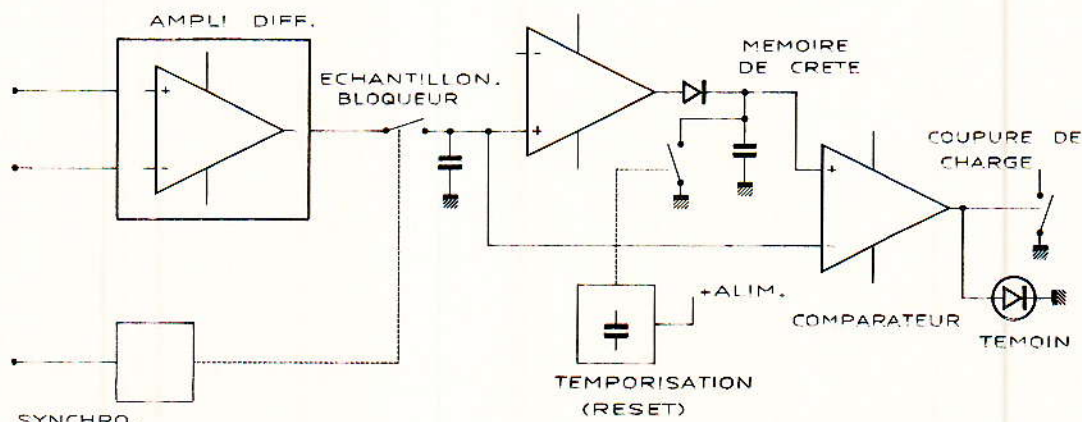 AMPLI DIFF.
ECHANTILLON.
BLOQUEUR
MEMOIRE
DE CRETE
COUPURE DE
CHARGE
+ALIM.
COMPARATEUR
TEMOIN
TEMPORISATION
(RESET)
SYNCHRO